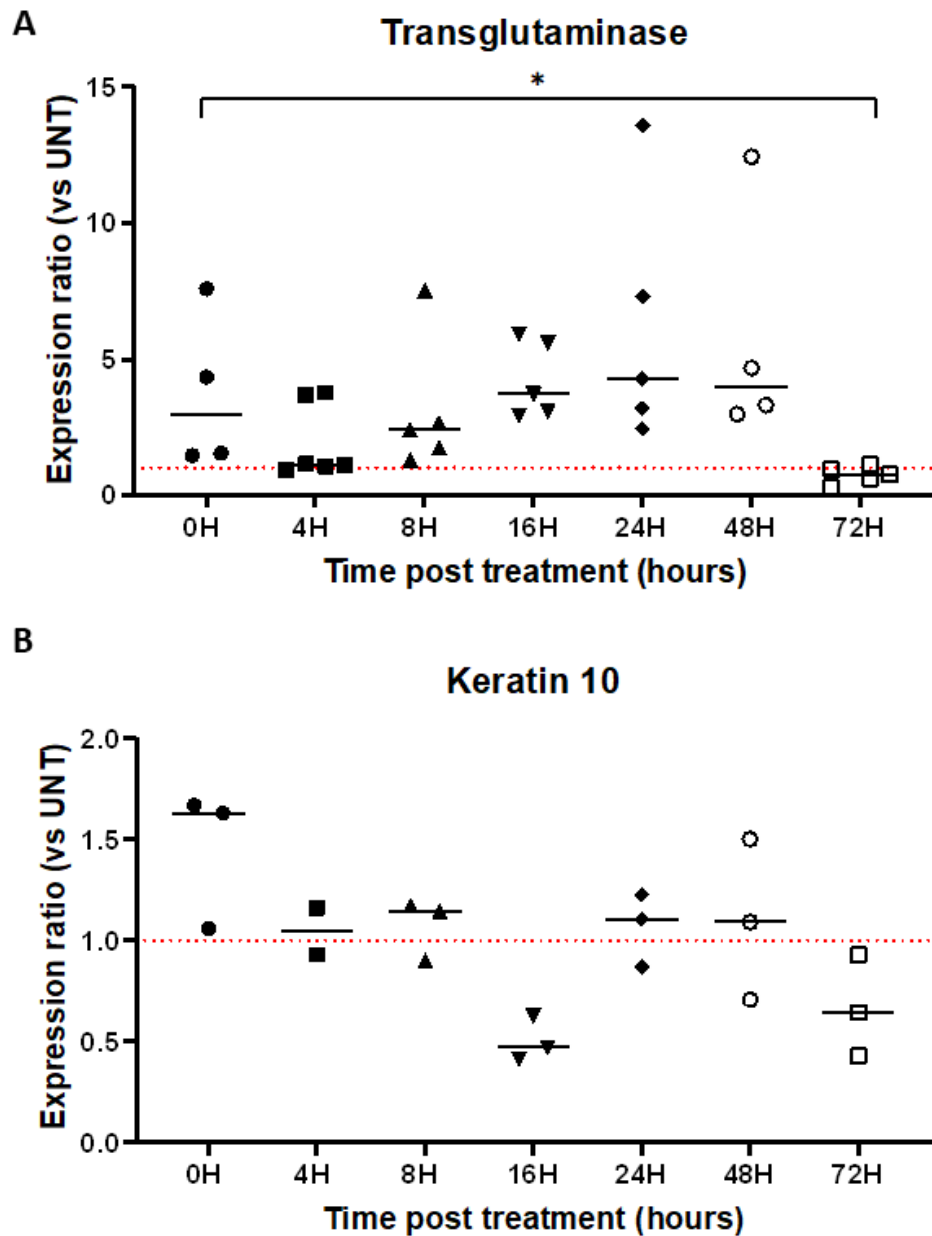 A
Transglutaminase
*
15
10
5
0
Expression ratio (vs UNT)
0H 4H 8H 16H 24H 48H 72H
Time post treatment (hours)
B
Keratin 10
2.0
1.5
1.0
0.5
0.0
Expression ratio (vs UNT)
0H 4H 8H 16H 24H 48H 72H
Time post treatment (hours)